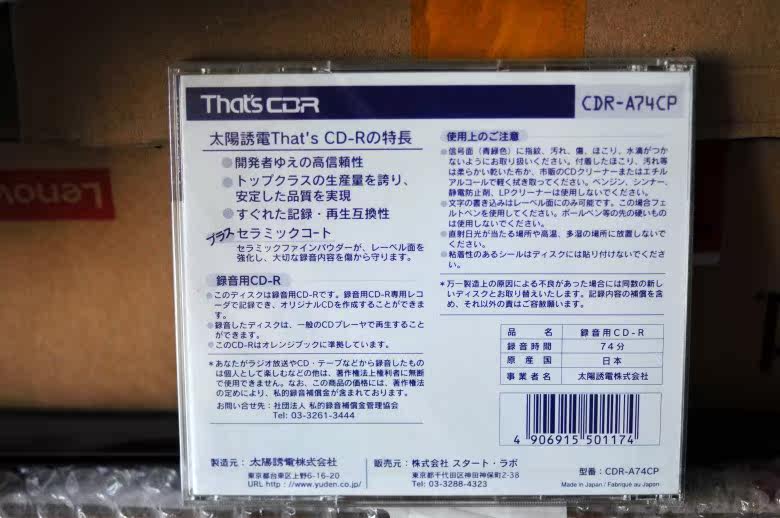 Lenovo
That's CDR
CDR-A74CP
太陽誘電That's CD-Rの特長
●開発者ゆえの高信頼性
●トップクラスの生産量を誇り、
安定した品質を実現
●すぐれた記録・再生互換性
プラス セラミックコート
セラミックファインパウダーが、レーベル面を
強化し、大切な録音内容を傷から守ります。
録音用CD-R
●このディスクは録音用CD-Rです。録音用CD-R専用レコ
ーダで記録でき、オリジナルCDを作成することができま
す。
●録音したディスクは、一般のCDプレーヤで再生すること
ができます。
●このCD-Rはオレンジブックに準拠しています。
*あなたがラジオ放送やCD・テープなどから録音したもの
は個人として楽しむなどの他は、著作権法上権利者に無断
で使用できません。なお、この商品の価格には、著作権法
の定めにより、私的録音補償金が含まれております。
お問い合せ先:社団法人 私的録音補償金管理協会
Tel. 03-3261-3444
使用上のご注意
●信号面（青緑色）に指紋、汚れ、傷、ほこり、水滴がつか
ないようにお取り扱いください。付着したほこり、汚れ等
は柔らかい乾いた布か、市販のCDクリーナーまたはエチル
アルコールで軽く拭き取ってください。ベンジン、シンナー、
静電防止剤、LPクリーナーは使用しないでください。
●文字の書き込みはレーベル面にのみ可能です。この場合フェ
ルトペンを使用してください。ボールペン等の先の硬いもの
は使用しないでください。
●直射日光が当たる場所や高温、多湿の場所に放置しないで
ください。
●粘着性のあるシールはディスクには貼り付けないでくださ
い。
*万一製造上の原因による不良があった場合には同数の新し
いディスクとお取り替えいたします。記録内容の補償を含
め、それ以外の責はご容赦願います。
品名 録音用CD-R
録音時間 74分
原産国 日本
事業者名 太陽誘電株式会社
4 906915 501174
製造元:太陽誘電株式会社
東京都台東区上野6-16-20
URL http://www.yuden.co.jp/
販売元:株式会社 スタート・ラボ
東京都千代田区神田神保町2-38
Tel. 03-3288-4323
型番:CDR-A74CP
Made in Japan / Fabriqué au Japon